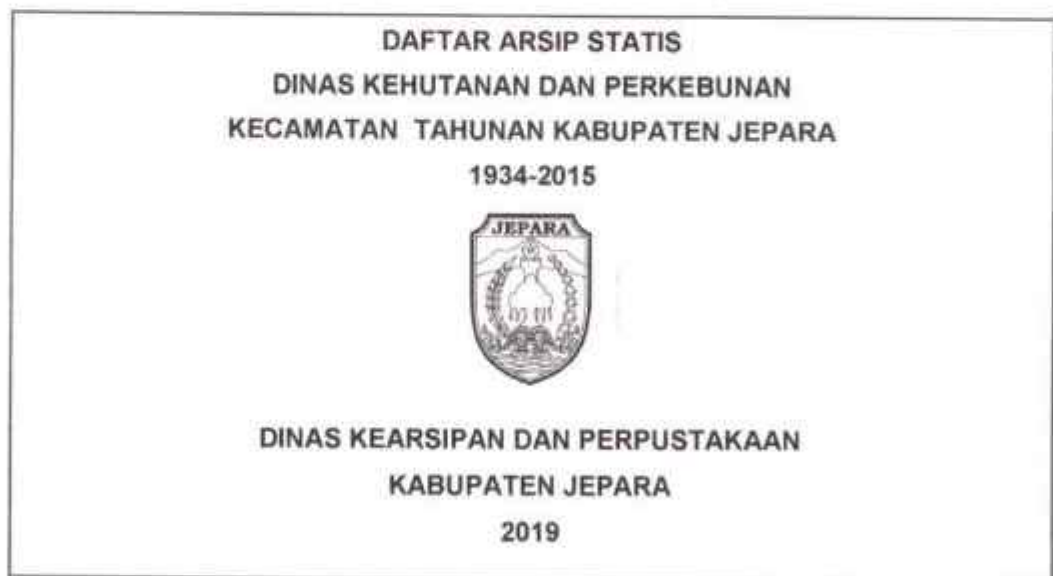 DAFTAR ARSIP STATIS
DINAS KEHUTANAN DAN PERKEBUNAN
KECAMATAN TAHUNAN KABUPATEN JEPARA
1934-2015
JEPARA
DINAS KEARSIPAN DAN PERPUSTAKAAN
KABUPATEN JEPARA
2019